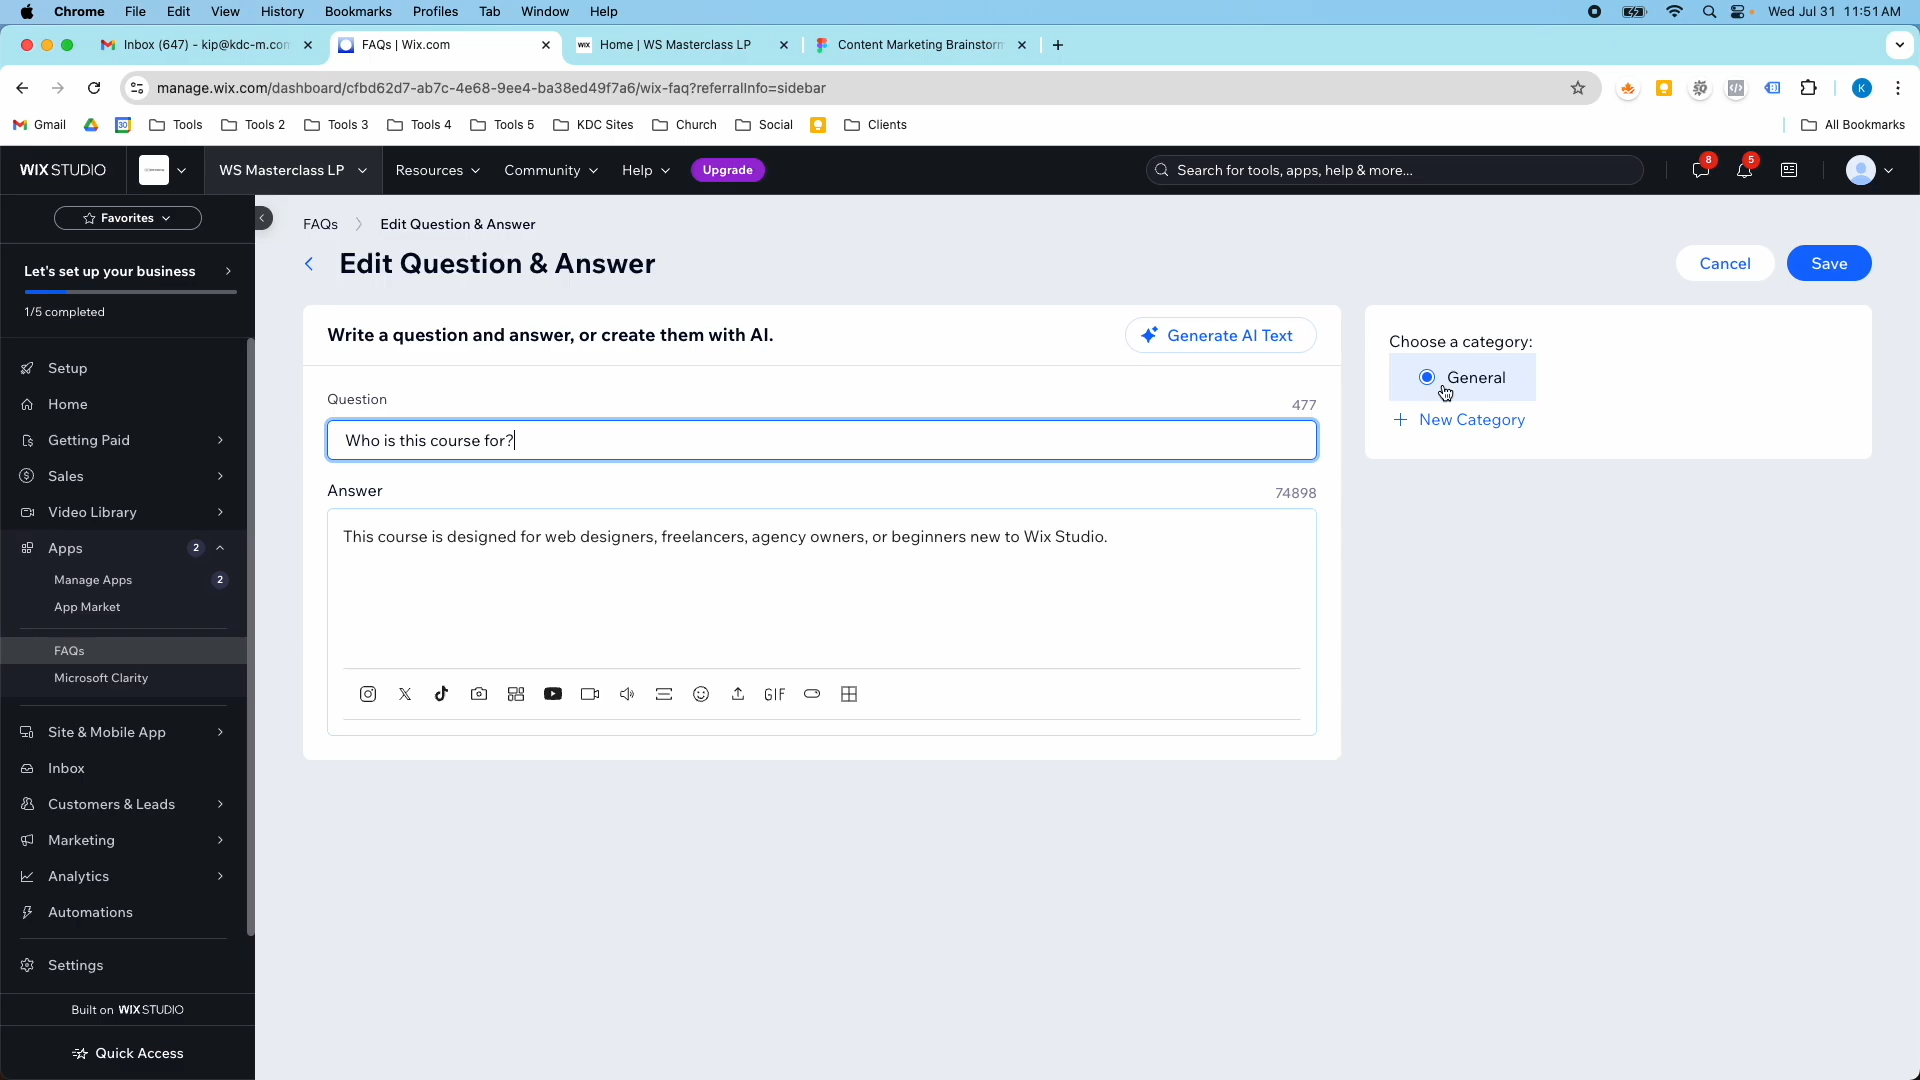 Chrome File Edit View History Bookmarks Profiles Tab Window Help
Wed Jul 31 11:51 AM
Inbox (647) - kip@kdc-m.con
FAQs | Wix.com
WIX Home | WS Masterclass LP
Content Marketing Brainstorm
manage.wix.com/dashboard/cfbd62d7-ab7c-4e68-9ee4-ba38ed49f7a6/wix-faq?referralInfo=sidebar
K
Gmail
30
Tools
Tools 2
Tools 3
Tools 4
Tools 5
KDC Sites
Church
Social
Clients
All Bookmarks
WIX STUDIO
WS Masterclass LP
Resources
Community
Help
Upgrade
Search for tools, apps, help & more...
8
5
Favorites
Let's set up your business
1/5 completed
Setup
Home
Getting Paid
Sales
Video Library
Apps 2
Manage Apps 2
App Market
FAQs
Microsoft Clarity
Site & Mobile App
Inbox
Customers & Leads
Marketing
Analytics
Automations
Settings
Built on WIX STUDIO
Quick Access
FAQs > Edit Question & Answer
Edit Question & Answer
Cancel
Save
Write a question and answer, or create them with AI.
Generate AI Text
Question
477
Who is this course for?
Answer
74898
This course is designed for web designers, freelancers, agency owners, or beginners new to Wix Studio.
GIF
Choose a category:
General
+ New Category